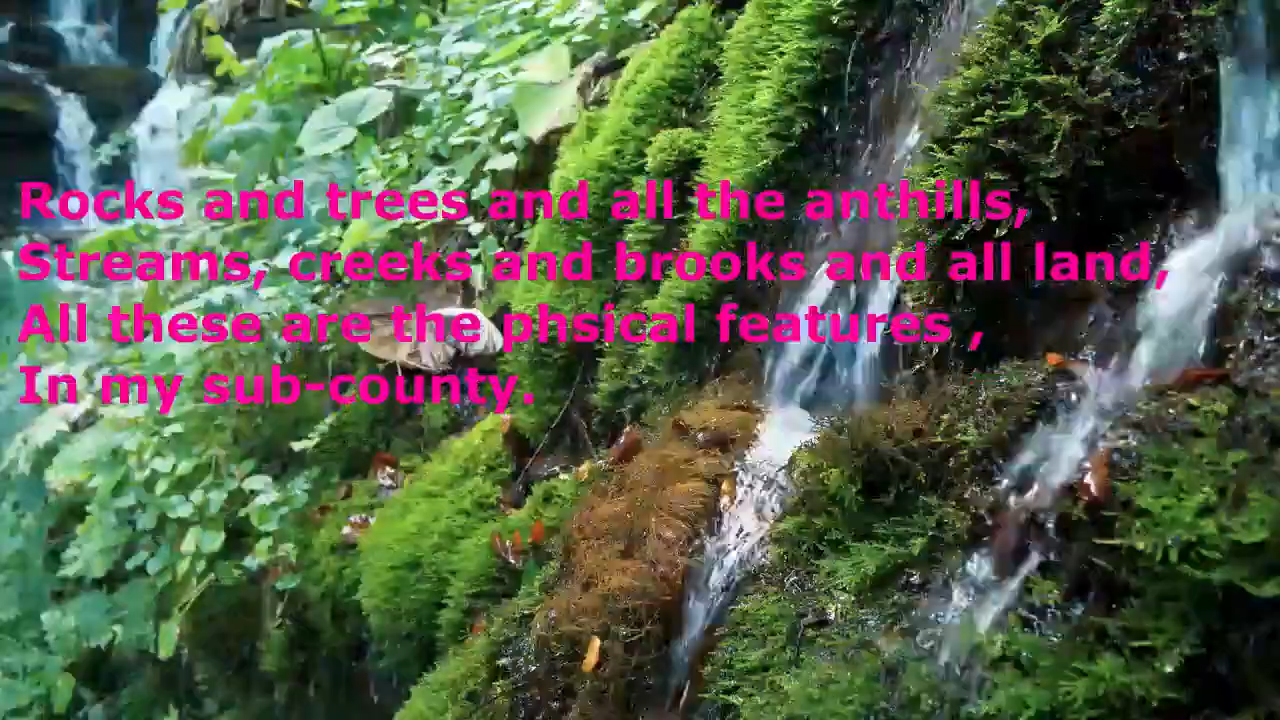 Rocks and trees and all the anthills,
Streams, creeks and brooks and all land,
All these are the phsical features ,
In my sub-county.